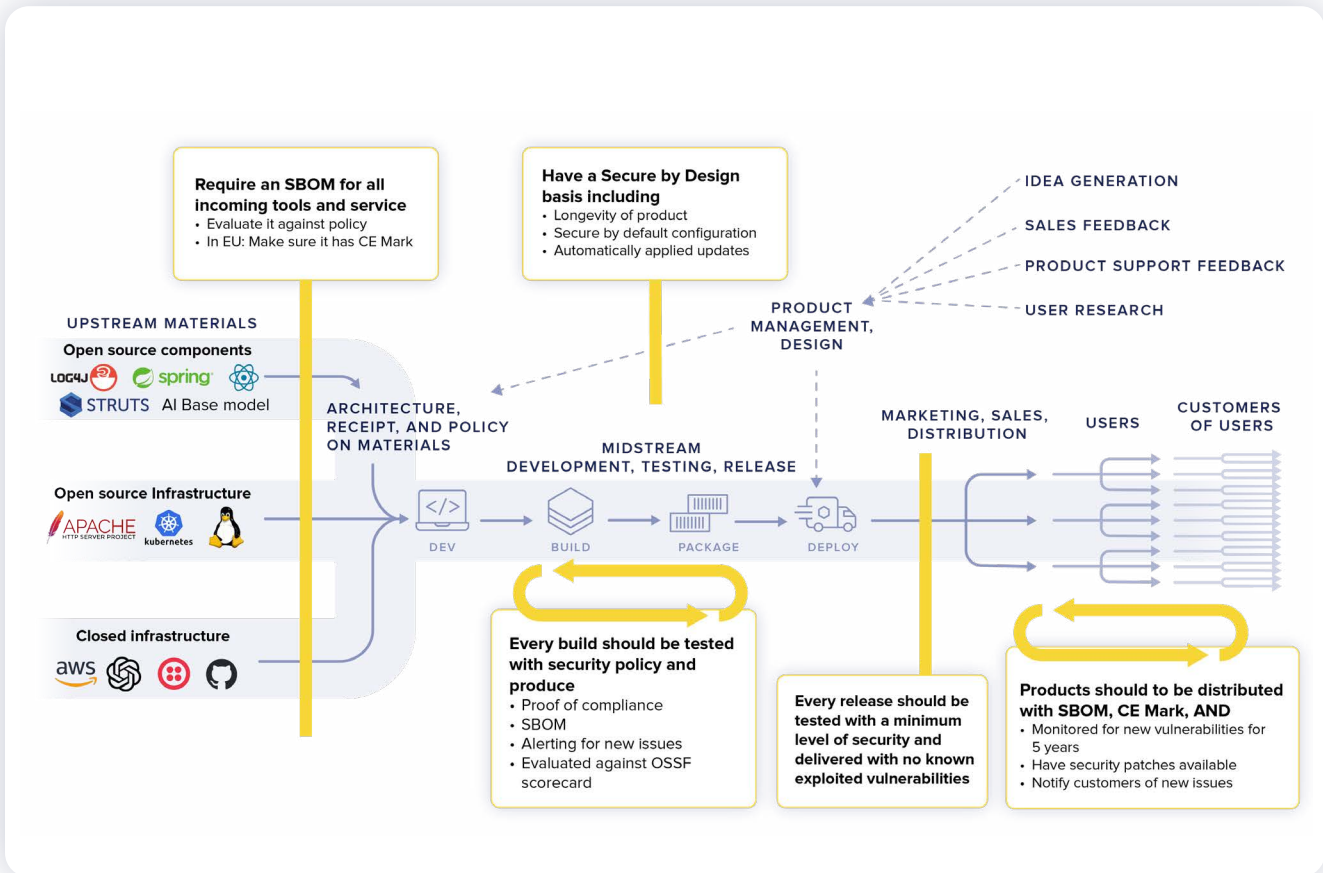 Require an SBOM for all
incoming tools and service
• Evaluate it against policy
• In EU: Make sure it has CE Mark
Have a Secure by Design
basis including
• Longevity of product
• Secure by default configuration
• Automatically applied updates
IDEA GENERATION
SALES FEEDBACK
PRODUCT SUPPORT FEEDBACK
USER RESEARCH
PRODUCT
MANAGEMENT,
DESIGN
UPSTREAM MATERIALS
Open source components
LOG4J
spring
STRUTS
AI Base model
ARCHITECTURE,
RECEIPT, AND POLICY
ON MATERIALS
MIDSTREAM
DEVELOPMENT, TESTING, RELEASE
MARKETING, SALES,
DISTRIBUTION
USERS
CUSTOMERS
OF USERS
Open source Infrastructure
APACHE
HTTP SERVER PROJECT
kubernetes
</>
DEV
BUILD
PACKAGE
DEPLOY
Closed infrastructure
aws
Every build should be tested
with security policy and
produce
• Proof of compliance
• SBOM
• Alerting for new issues
• Evaluated against OSSF
scorecard
Every release should be
tested with a minimum
level of security and
delivered with no known
exploited vulnerabilities
Products should to be distributed
with SBOM, CE Mark, AND
• Monitored for new vulnerabilities for
5 years
• Have security patches available
• Notify customers of new issues